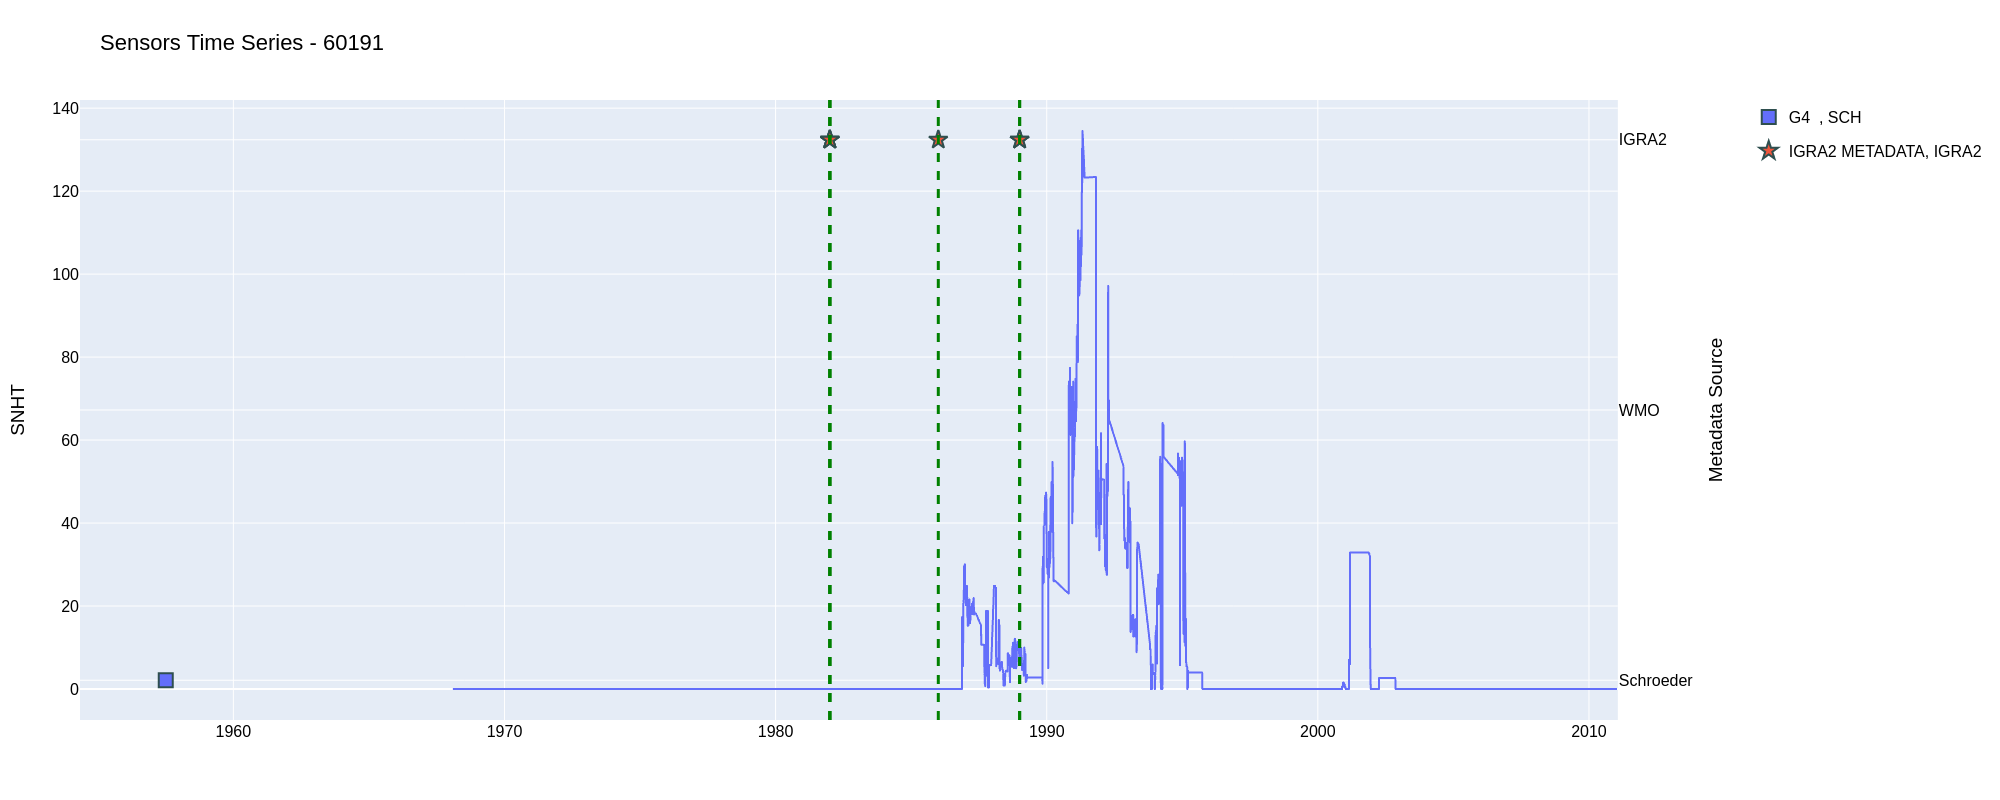 Sensors Time Series - 60191
SNHT
140
120
100
80
60
40
20
0
1960
1970
1980
1990
2000
2010
IGRA2
WMO
Schroeder
Metadata Source
G4  , SCH
IGRA2 METADATA, IGRA2